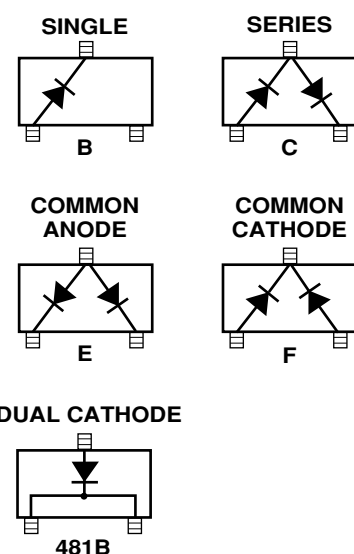 SINGLE
SERIES
B
C
COMMON
ANODE
COMMON
CATHODE
E
F
DUAL CATHODE
481B